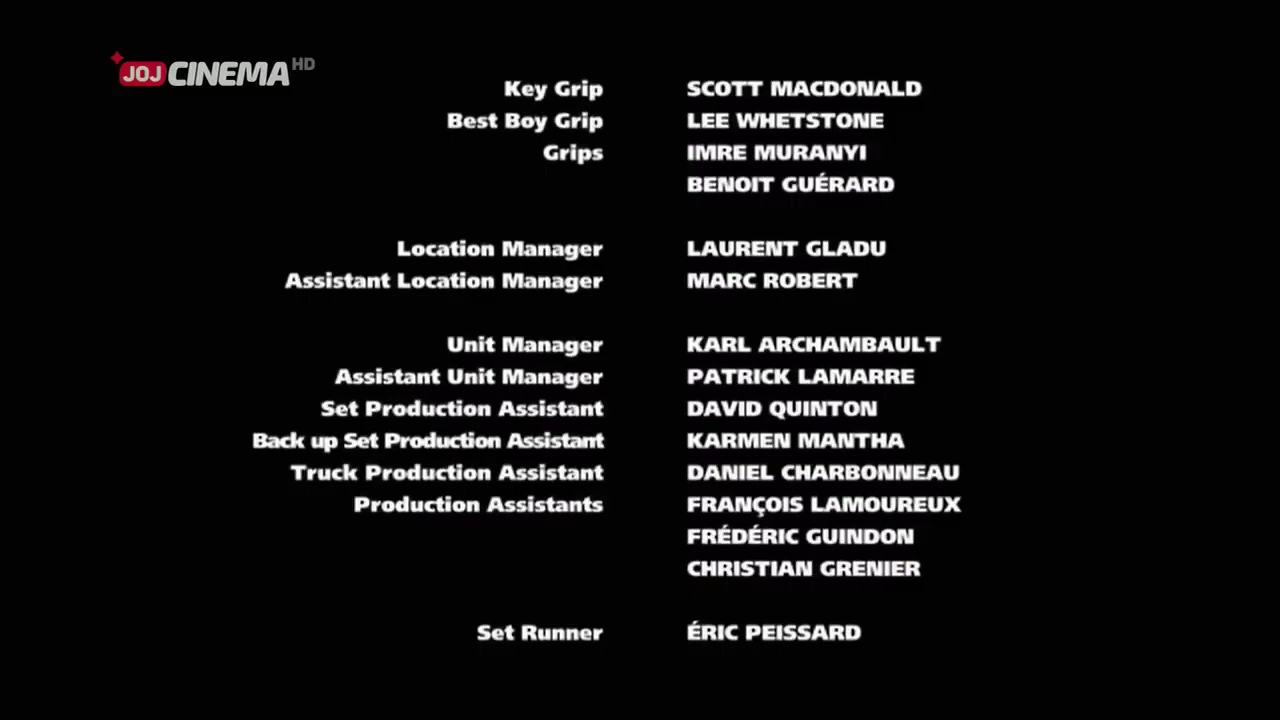 JOJ CINEMA HD
Key Grip SCOTT MACDONALD
Best Boy Grip LEE WHETSTONE
Grips IMRE MURANYI
BENOIT GUÉRARD
Location Manager LAURENT GLADU
Assistant Location Manager MARC ROBERT
Unit Manager KARL ARCHAMBAULT
Assistant Unit Manager PATRICK LAMARRE
Set Production Assistant DAVID QUINTON
Back up Set Production Assistant KARMEN MANTHA
Truck Production Assistant DANIEL CHARBONNEAU
Production Assistants FRANÇOIS LAMOUREUX
FRÉDÉRIC GUINDON
CHRISTIAN GRENIER
Set Runner ÉRIC PEISSARD